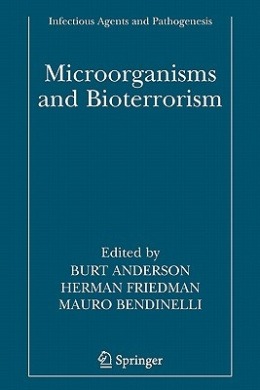 Infectious Agents and Pathogenesis
Microorganisms
and Bioterrorism
Edited by
BURT ANDERSON
HERMAN FRIEDMAN
MAURO BENDINELLI
Springer